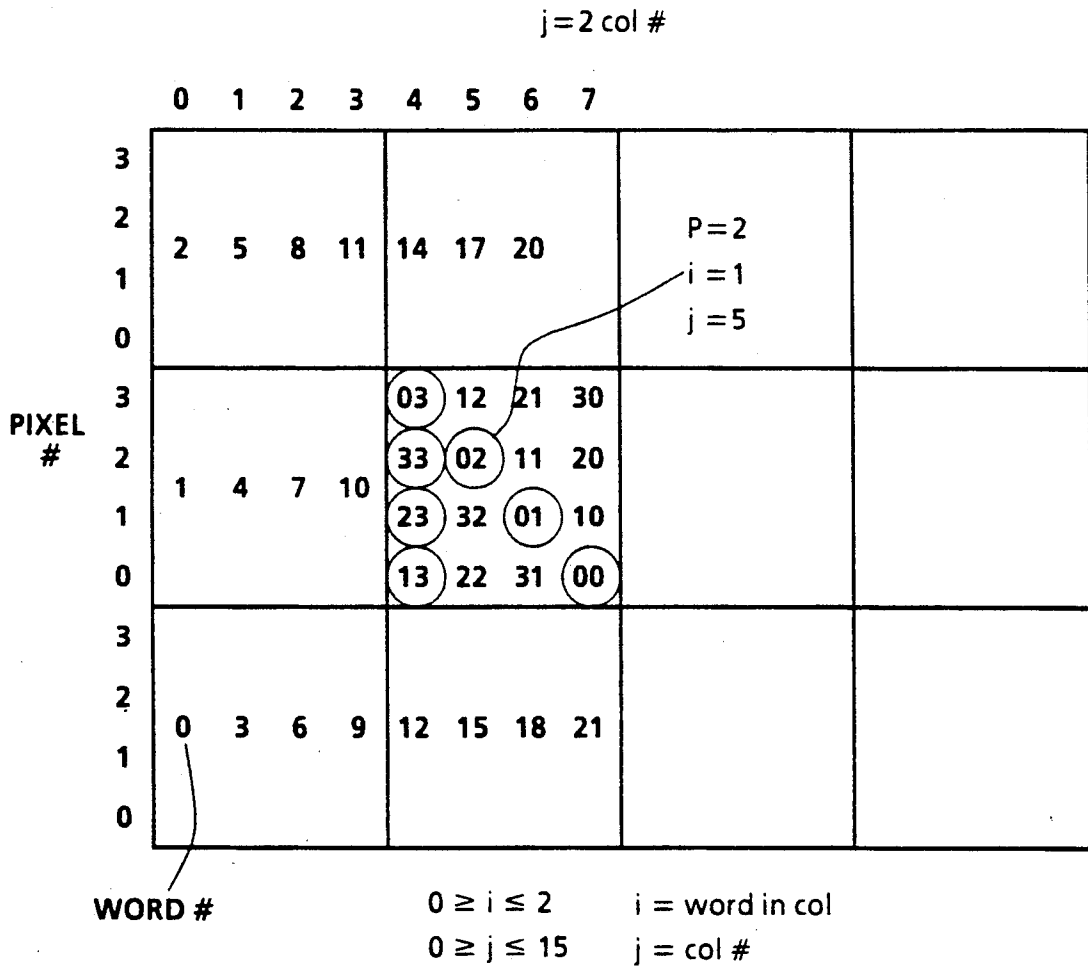 j=2 col #
0 1 2 3 4 5 6 7
3
2
2 5 8 11 14 17 20
1
0
P=2
i=1
j=5
PIXEL
#
3 03 12 21 30
2 33 02 11 20
1 4 7 10
1 23 32 01 10
0 13 22 31 00
3
2
0 3 6 9 12 15 18 21
1
0
WORD #
0 ≥ i ≤ 2 i = word in col
0 ≥ j ≤ 15 j = col #